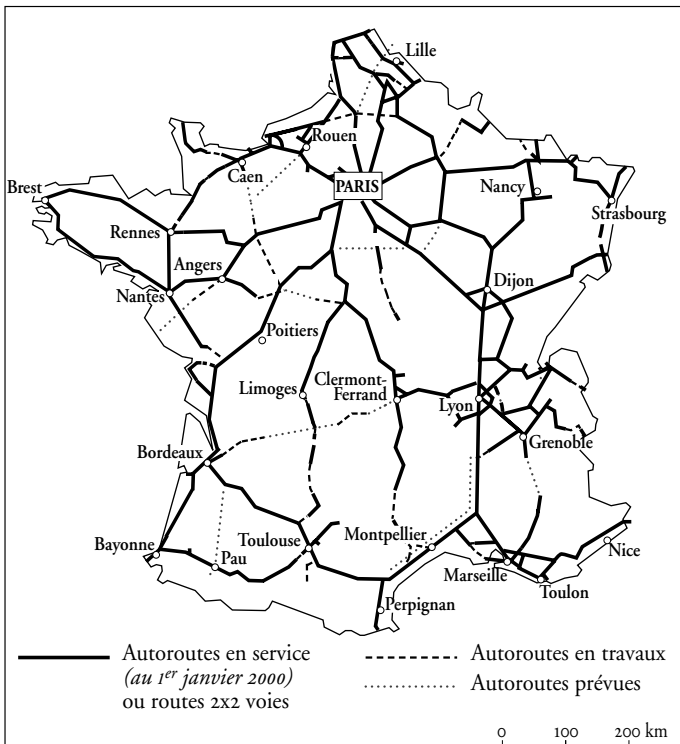 Lille
Rouen
Caen
PARIS
Nancy
Brest
Strasbourg
Rennes
Angers
Dijon
Nantes
Poitiers
Limoges
Clermont-
Ferrand
Lyon
Grenoble
Bordeaux
Bayonne
Toulouse
Montpellier
Nice
Pau
Marseille
Toulon
Perpignan
Autoroutes en service
(au 1er janvier 2000)
ou routes 2x2 voies
Autoroutes en travaux
Autoroutes prévues
0 100 200 km